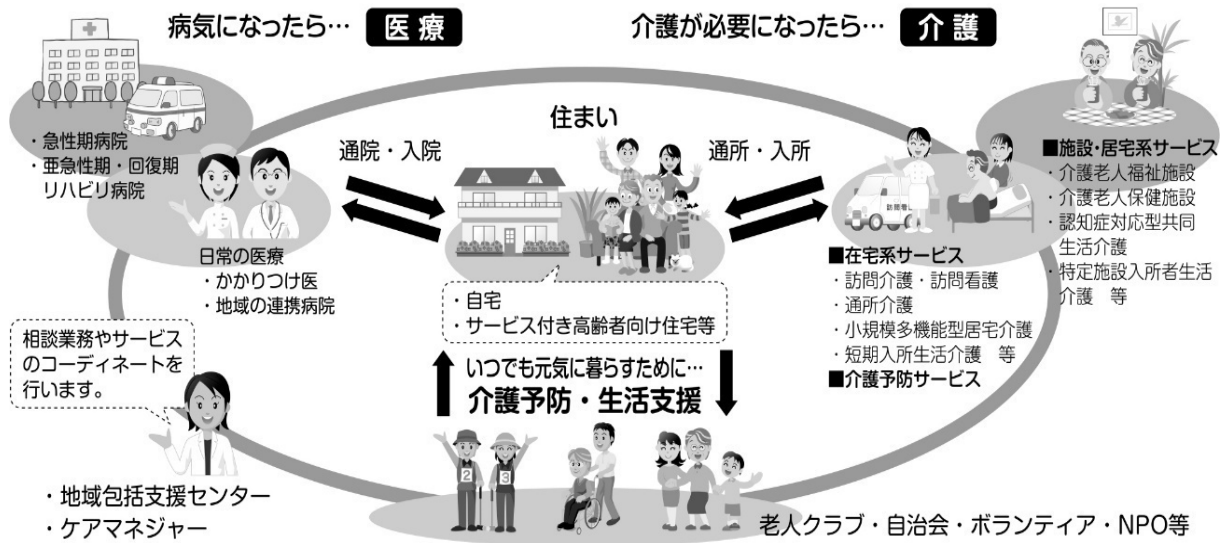 病気になったら… 医療
介護が必要になったら… 介護
・急性期病院
・亜急性期・回復期
リハビリ病院
日常の医療
・かかりつけ医
・地域の連携病院
通院・入院
住まい
・自宅
・サービス付き高齢者向け住宅等
通所・入所
訪問看護
■在宅系サービス
・訪問介護・訪問看護
・通所介護
・小規模多機能型居宅介護
・短期入所生活介護　等
■介護予防サービス
■施設・居宅系サービス
・介護老人福祉施設
・介護老人保健施設
・認知症対応型共同
生活介護
・特定施設入所者生活
介護　等
相談業務やサービス
のコーディネートを
行います。
・地域包括支援センター
・ケアマネジャー
いつでも元気に暮らすために…
介護予防・生活支援
2 3
老人クラブ・自治会・ボランティア・NPO等